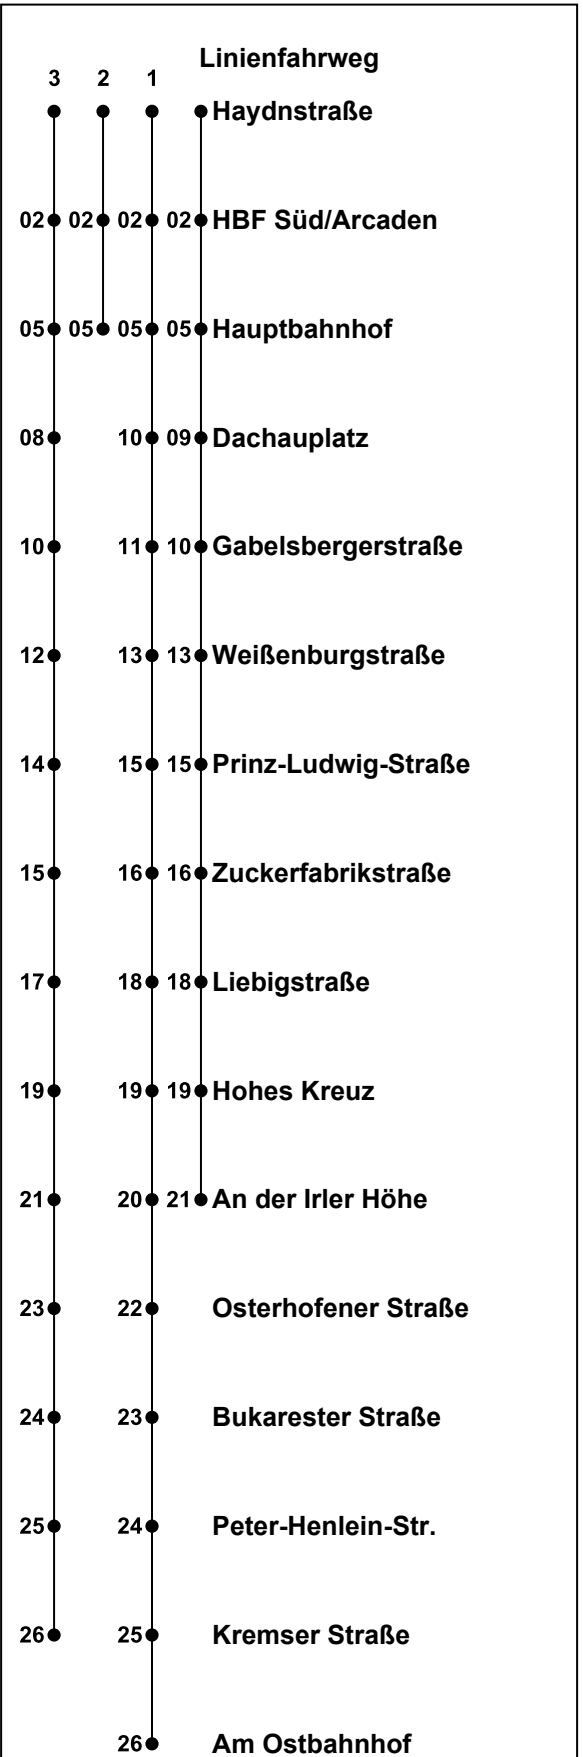 Linienfahrweg
3 2 1
Haydnstraße
02 02 02 02 HBF Süd/Arcaden
05 05 05 05 Hauptbahnhof
08 10 09 Dachauplatz
10 11 10 Gabelsbergerstraße
12 13 13 Weißenburgstraße
14 15 15 Prinz-Ludwig-Straße
15 16 16 Zuckerfabrikstraße
17 18 18 Liebigstraße
19 19 19 Hohes Kreuz
21 20 21 An der Irler Höhe
23 22 Osterhofener Straße
24 23 Bukarester Straße
25 24 Peter-Henlein-Str.
26 25 Kremser Straße
26 Am Ostbahnhof